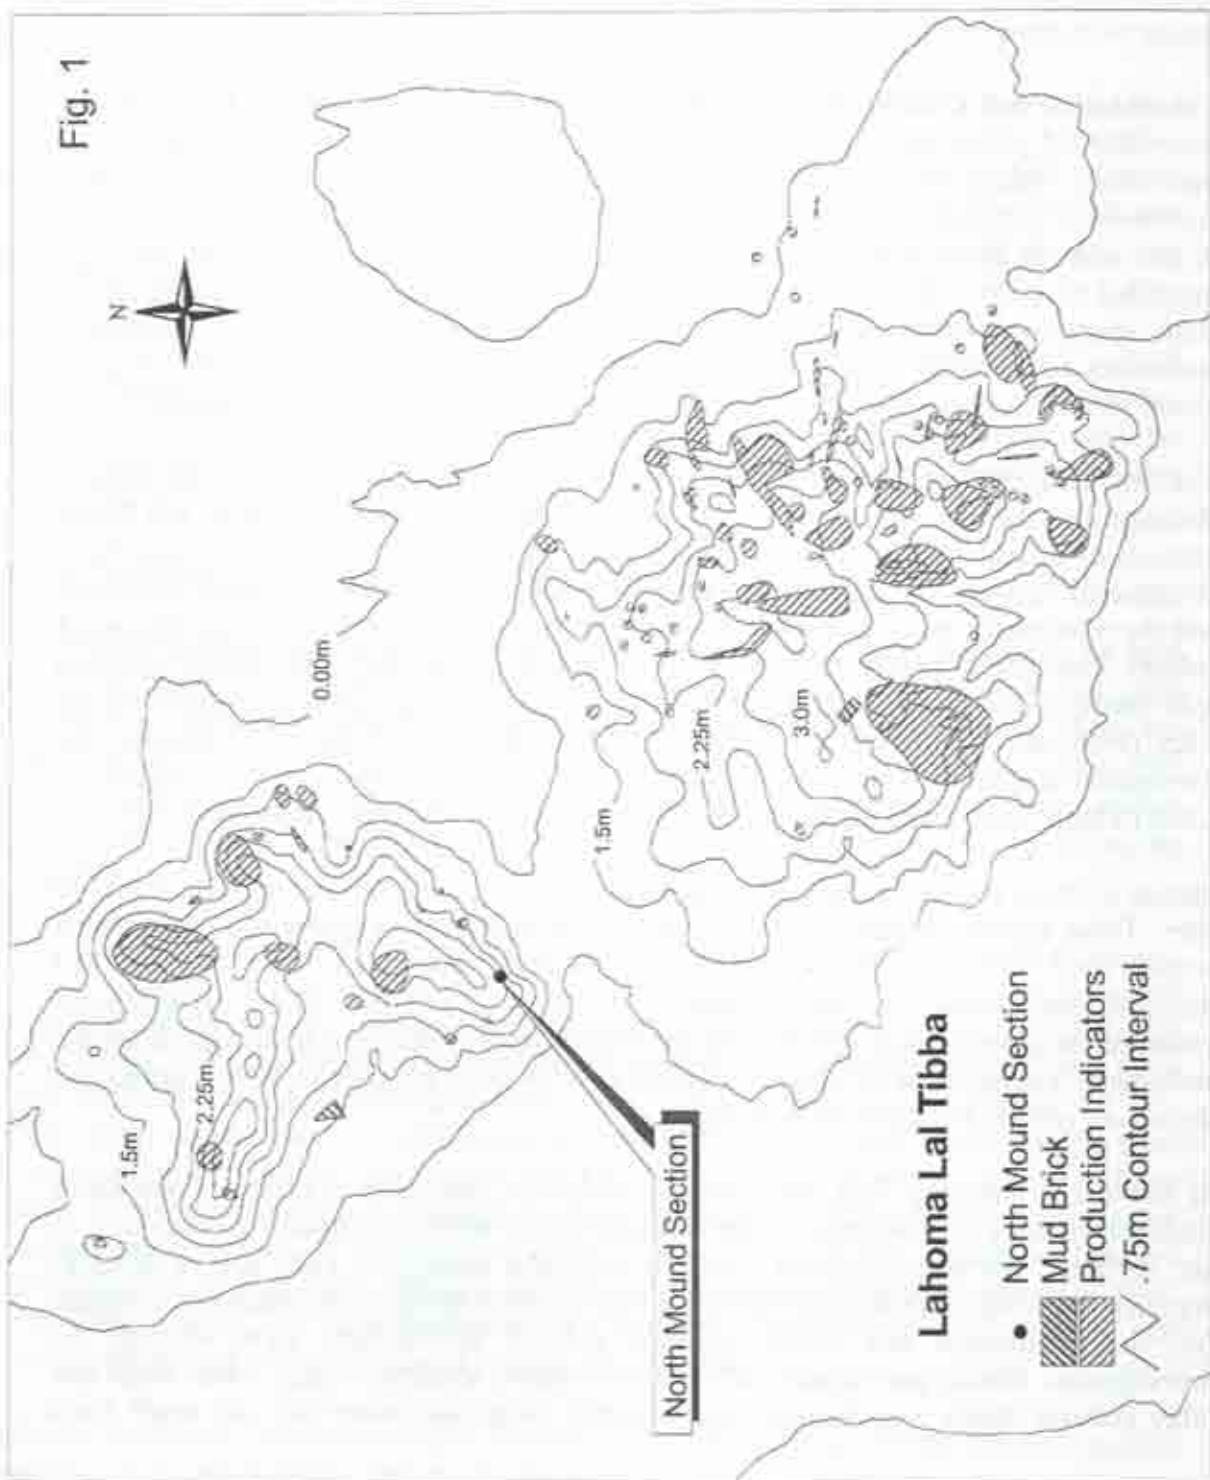 Fig. 1
N
0.00m
1.5m
2.25m
1.5m
2.25m
3.0m
North Mound Section
Lahoma Lal Tibba
North Mound Section
Mud Brick
Production Indicators
.75m Contour Interval